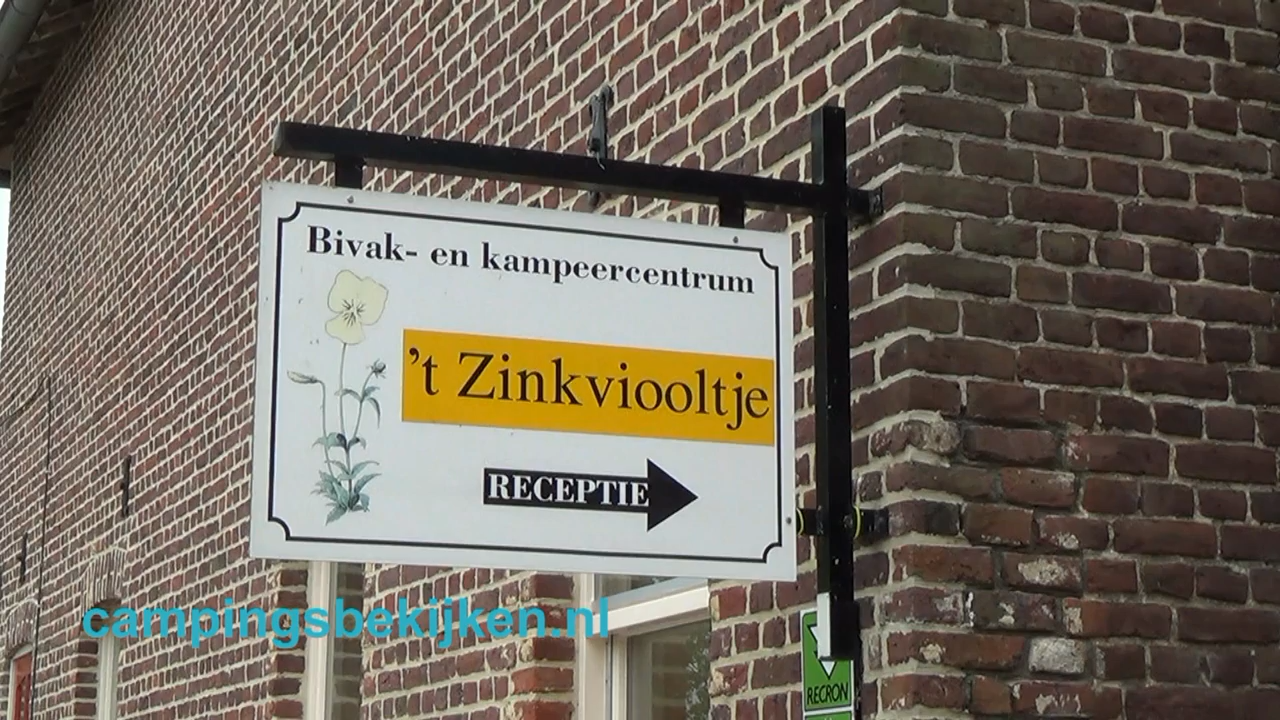 Bivak- en kampeercentrum
't Zinkviooltje
RECEPTIE
campingsbekijken.nl
RECRON